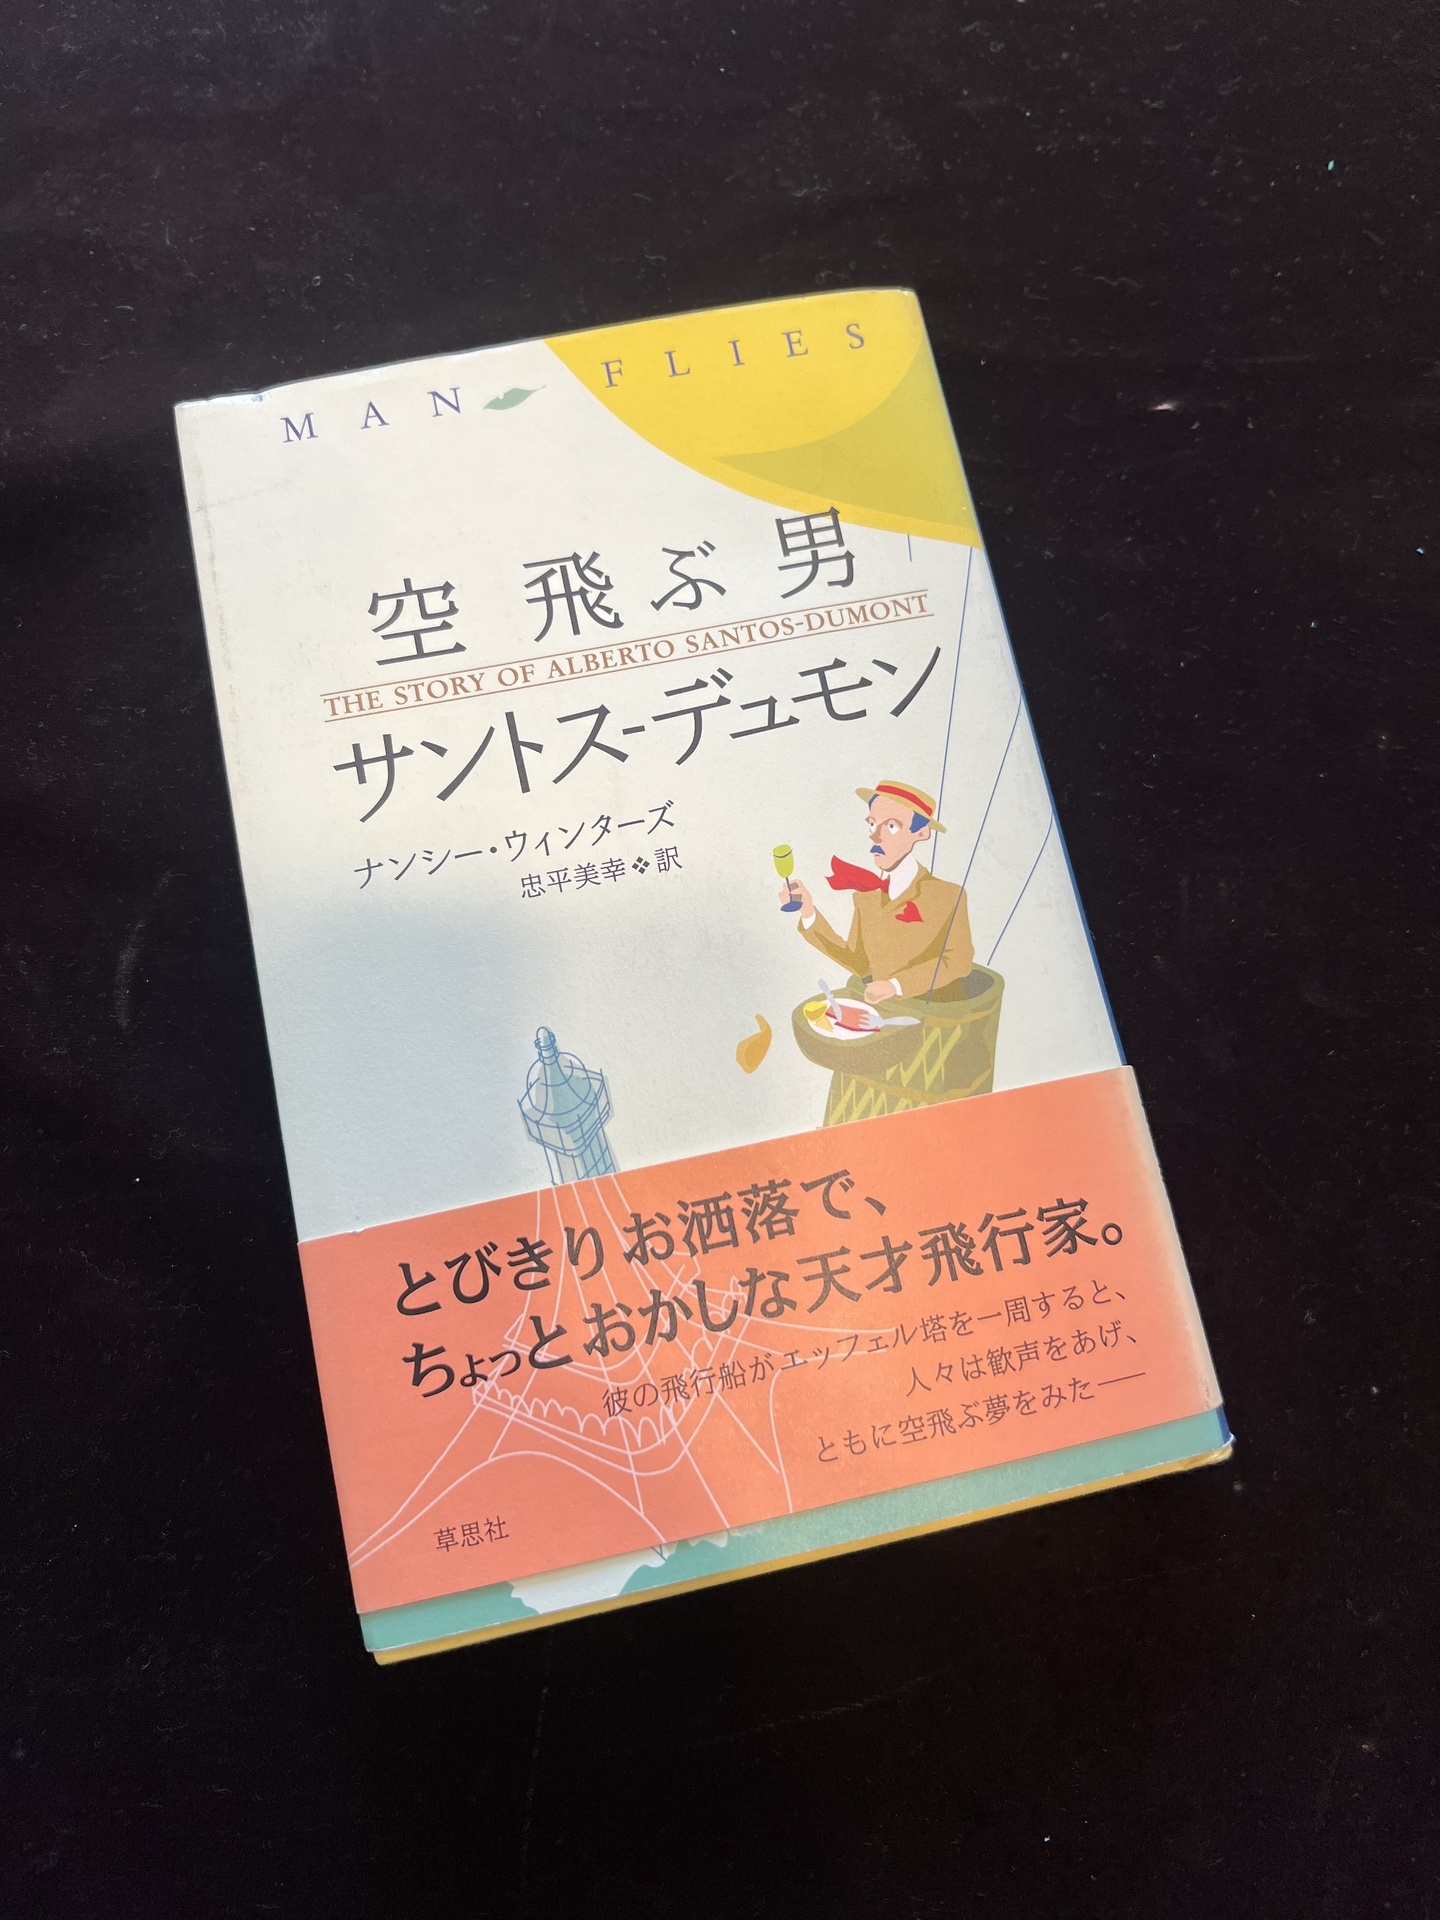 MAN FLIES
空飛ぶ男
THE STORY OF ALBERTO SANTOS-DUMONT
サントス-デュモン
ナンシー・ウィンターズ
忠平美幸❖訳
とびきりお洒落で、
ちょっとおかしな天才飛行家。
彼の飛行船がエッフェル塔を一周すると、
人々は歓声をあげ、
ともに空飛ぶ夢をみた——
草思社